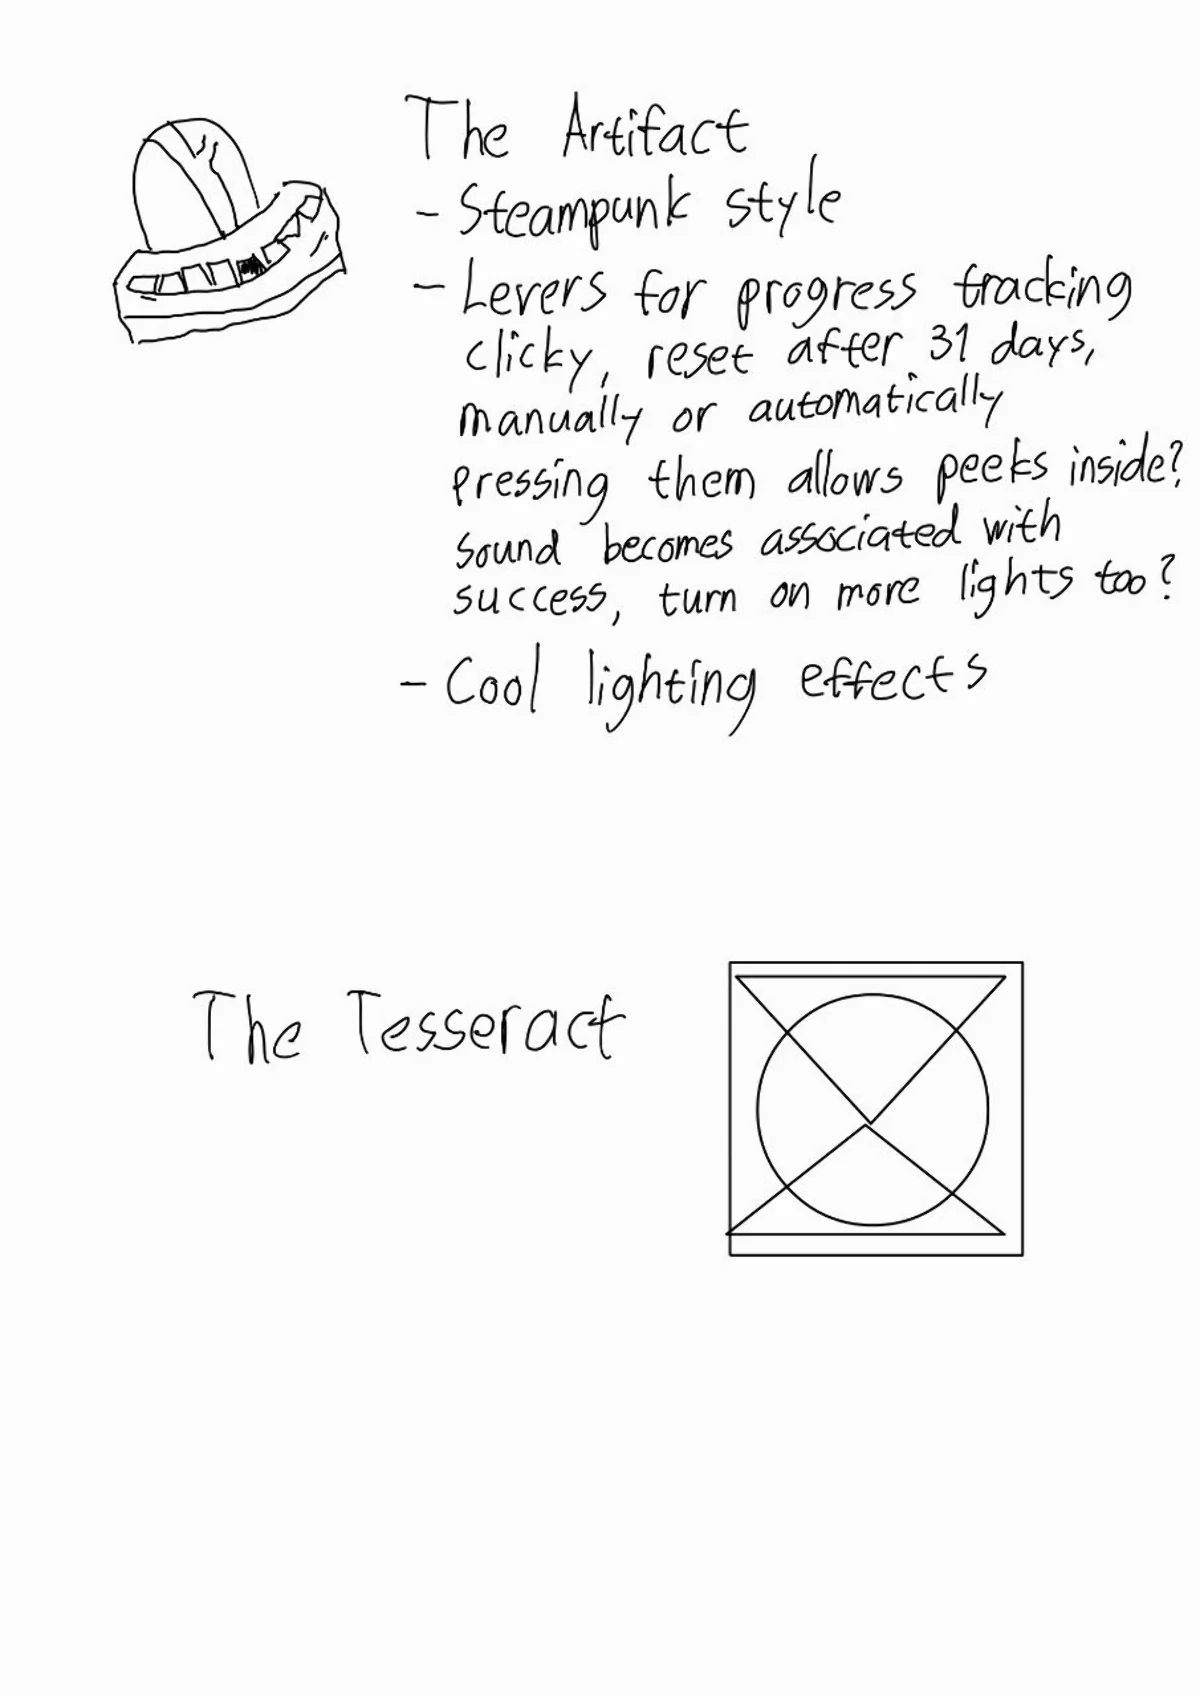 The Artifact
- Steampunk style
- Levers for progress tracking
clicky, reset after 31 days,
manually or automatically
pressing them allows peeks inside?
sound becomes associated with
success, turn on more lights too?
- Cool lighting effects
The Tesseract